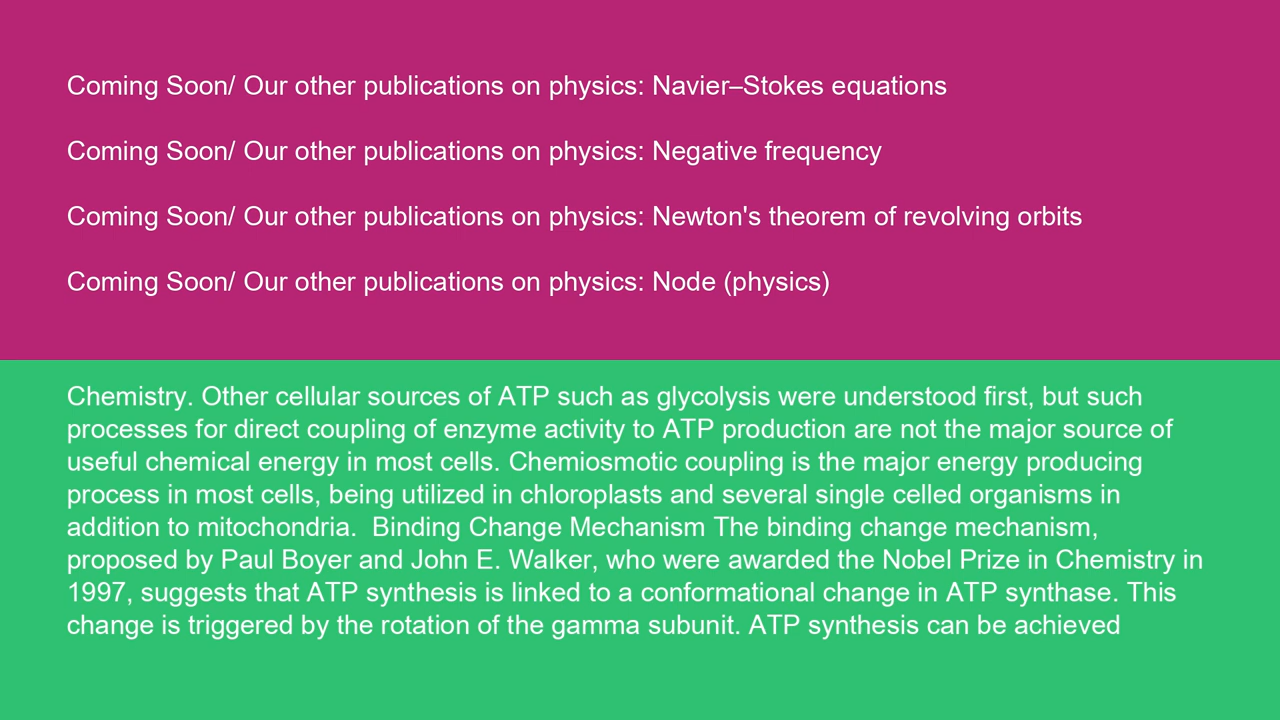 Coming Soon/ Our other publications on physics: Navier–Stokes equations
Coming Soon/ Our other publications on physics: Negative frequency
Coming Soon/ Our other publications on physics: Newton's theorem of revolving orbits
Coming Soon/ Our other publications on physics: Node (physics)
Chemistry. Other cellular sources of ATP such as glycolysis were understood first, but such
processes for direct coupling of enzyme activity to ATP production are not the major source of
useful chemical energy in most cells. Chemiosmotic coupling is the major energy producing
process in most cells, being utilized in chloroplasts and several single celled organisms in
addition to mitochondria.  Binding Change Mechanism The binding change mechanism,
proposed by Paul Boyer and John E. Walker, who were awarded the Nobel Prize in Chemistry in
1997, suggests that ATP synthesis is linked to a conformational change in ATP synthase. This
change is triggered by the rotation of the gamma subunit. ATP synthesis can be achieved